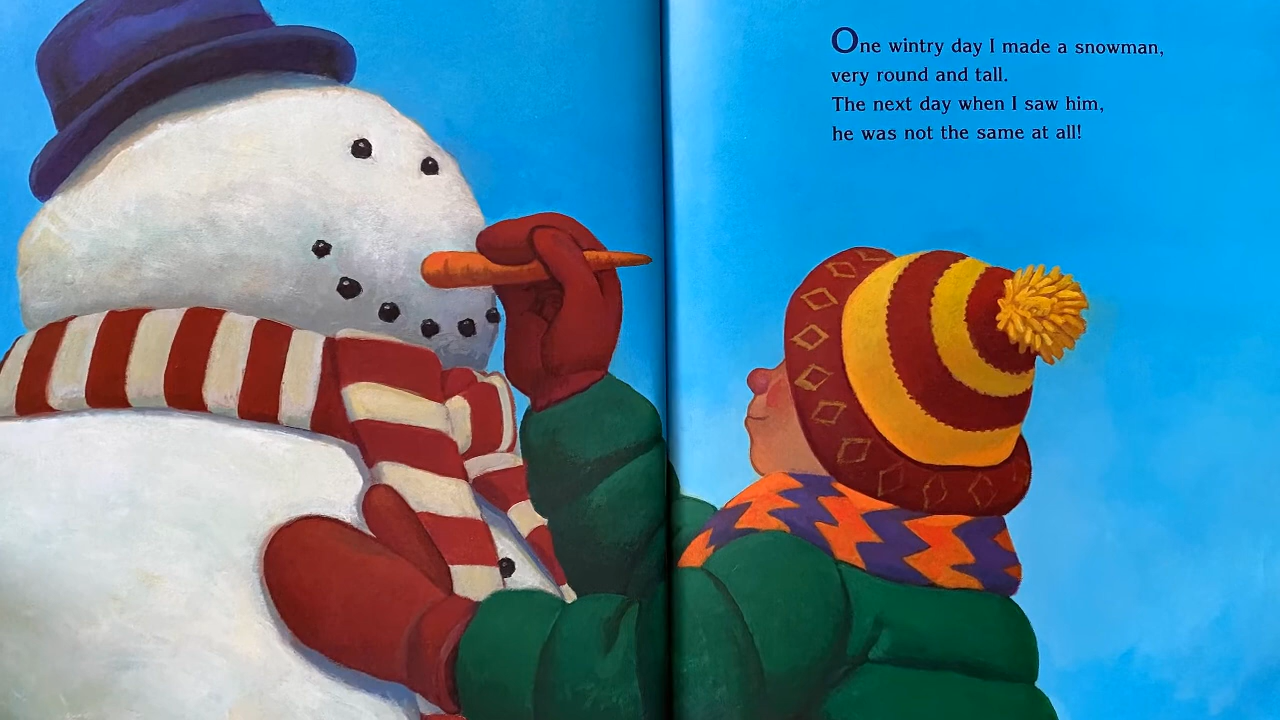 One wintry day I made a snowman,
very round and tall.
The next day when I saw him,
he was not the same at all!